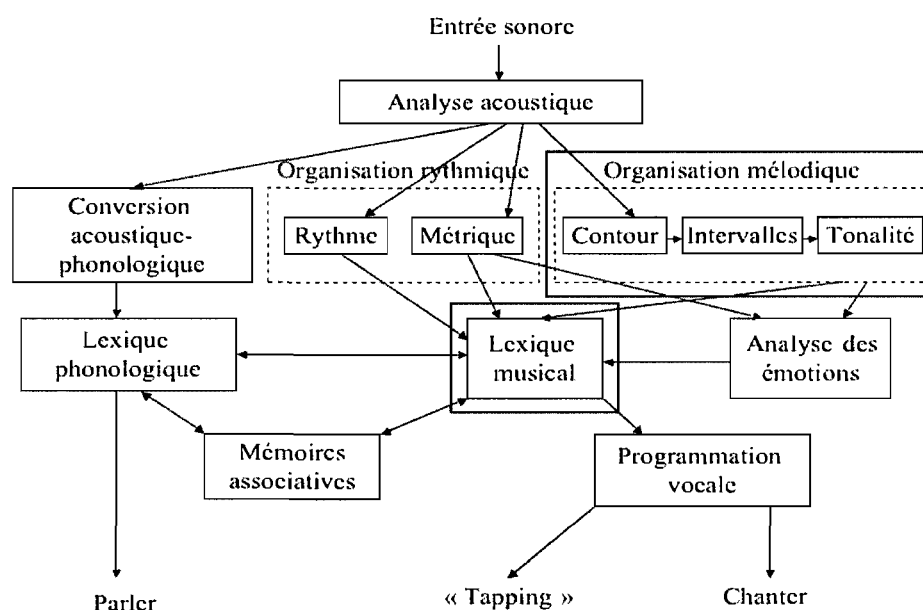 Entrée sonore
Analyse acoustique
Organisation rythmique
Organisation mélodique
Conversion
acoustique-
phonologique
Rythme
Métrique
Contour
Intervalles
Tonalité
Lexique
phonologique
Lexique
musical
Analyse des
émotions
Mémoires
associatives
Programmation
vocale
Parler
« Tapping »
Chanter